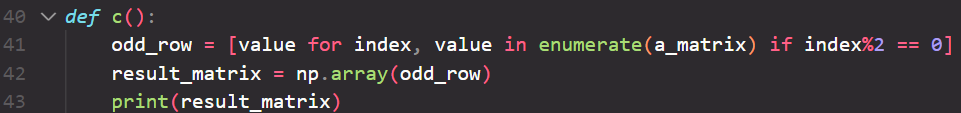 40 def c():
41     odd_row = [value for index, value in enumerate(a_matrix) if index%2 == 0]
42     result_matrix = np.array(odd_row)
43     print(result_matrix)